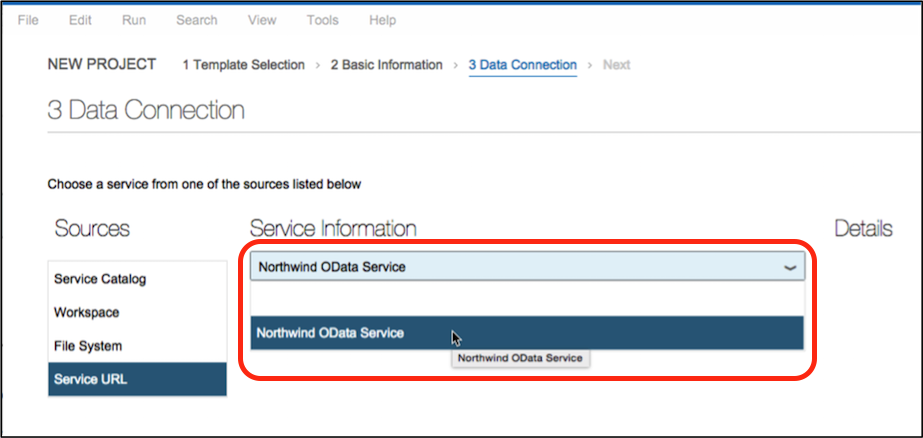 File Edit Run Search View Tools Help
NEW PROJECT 1 Template Selection > 2 Basic Information > 3 Data Connection > Next
3 Data Connection
Choose a service from one of the sources listed below
Sources Service Information Details
Northwind OData Service
Service Catalog
Workspace
Northwind OData Service
File System
Northwind OData Service
Service URL